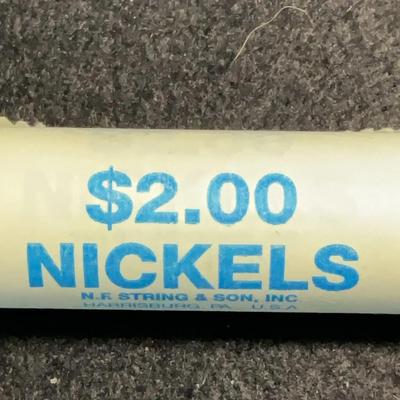 $2.00
NICKELS
N.F. STRING & SON, INC
HARRISBURG, PA U.S.A